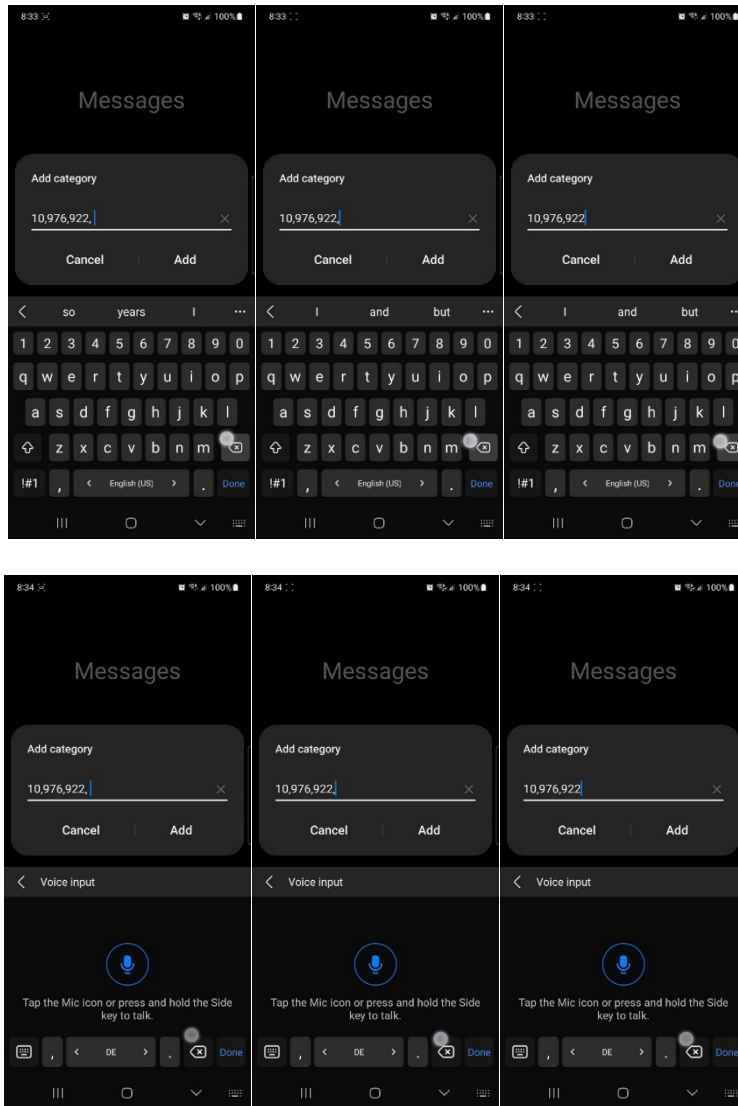 8:33 100%
Messages
Add category
10,976,922,
Cancel Add
so years I
1 2 3 4 5 6 7 8 9 0
q w e r t y u i o p
a s d f g h j k l
z x c v b n m
!#1 , < English (US) > . Done
8:33 100%
Messages
Add category
10,976,922,
Cancel Add
I and but
1 2 3 4 5 6 7 8 9 0
q w e r t y u i o p
a s d f g h j k l
z x c v b n m
!#1 , < English (US) > . Done
8:33 100%
Messages
Add category
10,976,922
Cancel Add
I and but
1 2 3 4 5 6 7 8 9 0
q w e r t y u i o p
a s d f g h j k l
z x c v b n m
!#1 , < English (US) > . Done
8:34 100%
Messages
Add category
10,976,922,
Cancel Add
Voice input
Tap the Mic icon or press and hold the Side
key to talk.
, < DE > . Done
8:34 100%
Messages
Add category
10,976,922,
Cancel Add
Voice input
Tap the Mic icon or press and hold the Side
key to talk.
, < DE > . Done
8:34 100%
Messages
Add category
10,976,922
Cancel Add
Voice input
Tap the Mic icon or press and hold the Side
key to talk.
, < DE > . Done